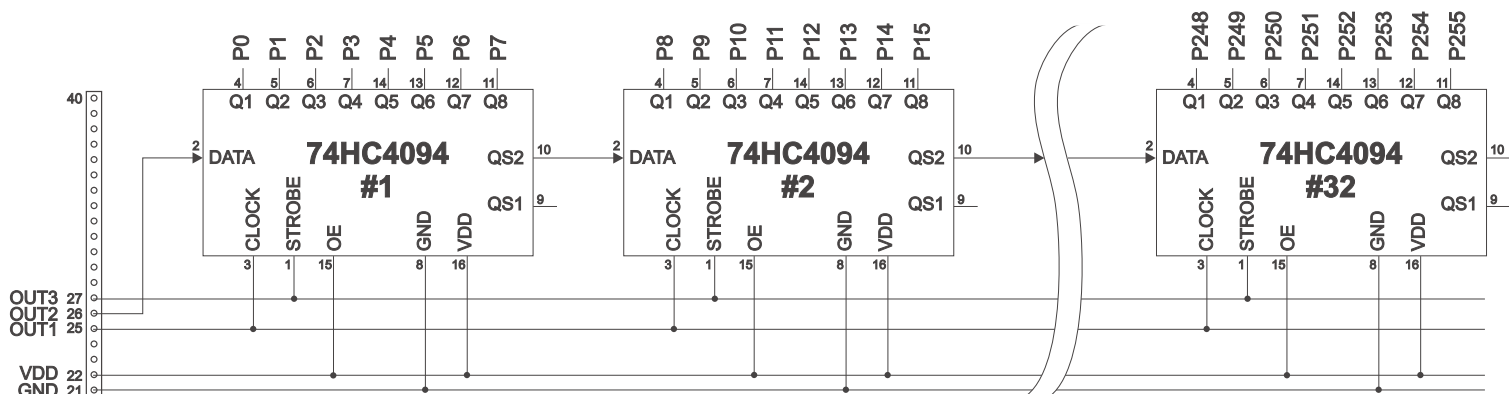 P0 P1 P2 P3 P4 P5 P6 P7
4 5 6 7 14 13 12 11
Q1 Q2 Q3 Q4 Q5 Q6 Q7 Q8
2 DATA
74HC4094
#1
QS2 10
QS1 9
CLOCK STROBE OE GND VDD
3 1 15 8 16
P8 P9 P10 P11 P12 P13 P14 P15
4 5 6 7 14 13 12 11
Q1 Q2 Q3 Q4 Q5 Q6 Q7 Q8
2 DATA
74HC4094
#2
QS2 10
QS1 9
CLOCK STROBE OE GND VDD
3 1 15 8 16
P248 P249 P250 P251 P252 P253 P254 P255
4 5 6 7 14 13 12 11
Q1 Q2 Q3 Q4 Q5 Q6 Q7 Q8
2 DATA
74HC4094
#32
QS2 10
QS1 9
CLOCK STROBE OE GND VDD
3 1 15 8 16
40
OUT3 27
OUT2 26
OUT1 25
VDD 22
GND 21